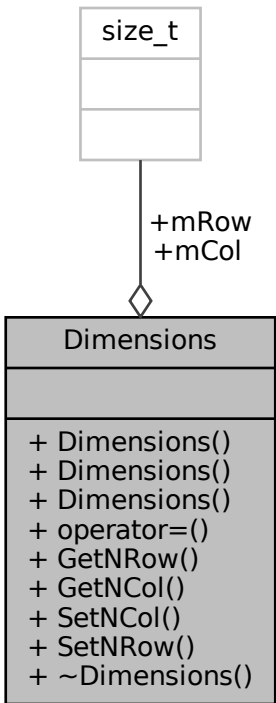 size_t
+mRow
+mCol
Dimensions
+ Dimensions()
+ Dimensions()
+ Dimensions()
+ operator=()
+ GetNRow()
+ GetNCol()
+ SetNCol()
+ SetNRow()
+ ~Dimensions()